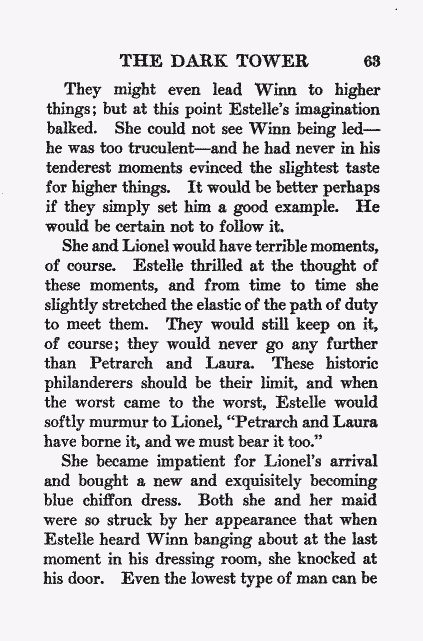 THE DARK TOWER 63
They might even lead Winn to higher
things; but at this point Estelle's imagination
balked. She could not see Winn being led—
he was too truculent—and he had never in his
tenderest moments evinced the slightest taste
for higher things. It would be better perhaps
if they simply set him a good example. He
would be certain not to follow it.
She and Lionel would have terrible moments,
of course. Estelle thrilled at the thought of
these moments, and from time to time she
slightly stretched the elastic of the path of duty
to meet them. They would still keep on it,
of course; they would never go any further
than Petrarch and Laura. These historic
philanderers should be their limit, and when
the worst came to the worst, Estelle would
softly murmur to Lionel, "Petrarch and Laura
have borne it, and we must bear it too."
She became impatient for Lionel's arrival
and bought a new and exquisitely becoming
blue chiffon dress. Both she and her maid
were so struck by her appearance that when
Estelle heard Winn banging about at the last
moment in his dressing room, she knocked at
his door. Even the lowest type of man can be